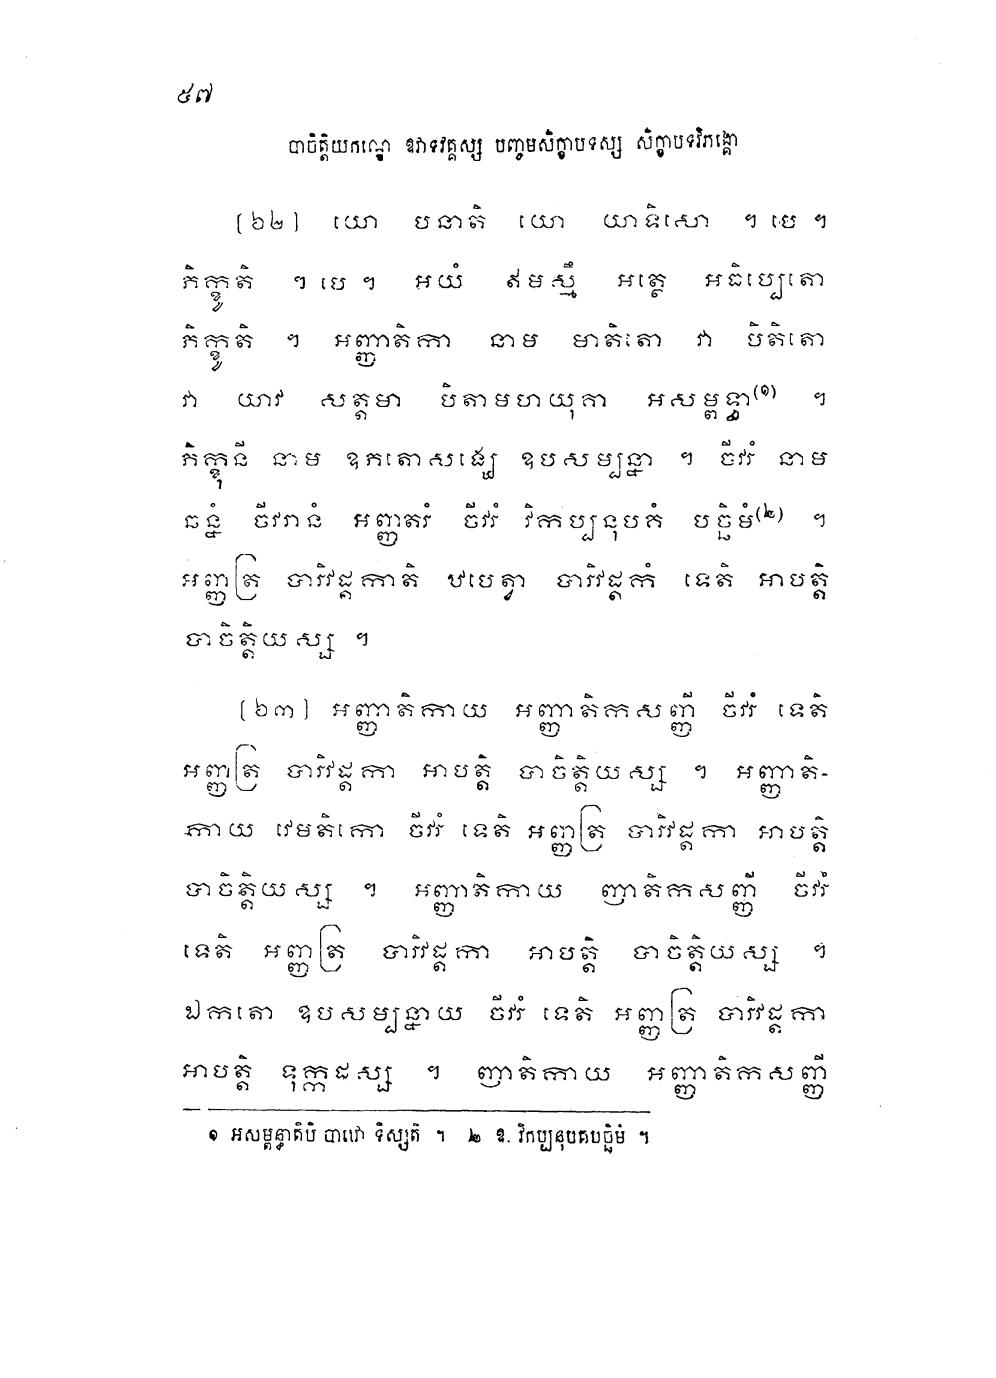 ៥៧
បាចិត្តិយកណ្ឌេ ឱវាទវគ្គស្ស បញ្ចមសិក្ខាបទស្ស សិក្ខាបទវិភង្គោ
[៦២] យោ បនាតិ យោ យាទិសោ ។ បេ ។
ភិក្ខូតិ ។ បេ ។ អយំ ឥមស្មឹ អត្ថេ អធិប្បេតោ
ភិក្ខូតិ ។ អញ្ញាតិកា នាម មាតិតោ វា បិតិតោ
វា យាវ សត្តមា បិតាមហយុគា អសម្ពទ្ធា(១) ។
ភិក្ខុនី នាម ឧភតោសង្ឃេ ឧបសម្បន្នា ។ ចីវរំ នាម
ឆន្នំ ចីវរានំ អញ្ញតរំ ចីវរំ វិកប្បនុបគំ បច្ឆិមំ(២) ។
អញ្ញត្រ បារិវដ្តកាតិ ឋបេត្វា បារិវដ្តកំ ទេតិ អាបត្តិ
បាចិត្តិយស្ស ។
[៦៣] អញ្ញាតិកាយ អញ្ញាតិកសញ្ញី ចីវរំ ទេតិ
អញ្ញត្រ បារិវដ្តកា អាបត្តិ បាចិត្តិយស្ស ។ អញ្ញាតិ-
កាយ វេមតិកោ ចីវរំ ទេតិ អញ្ញត្រ បារិវដ្តកា អាបត្តិ
បាចិត្តិយស្ស ។ អញ្ញាតិកាយ ញាតិកសញ្ញី ចីវរំ
ទេតិ អញ្ញត្រ បារិវដ្តកា អាបត្តិ បាចិត្តិយស្ស ។
ឯកតោ ឧបសម្បន្នាយ ចីវរំ ទេតិ អញ្ញត្រ បារិវដ្តកា
អាបត្តិ ទុក្កដស្ស ។ ញាតិកាយ អញ្ញាតិកសញ្ញី
១ អសម្ពន្ធាតិបិ បាឋោ ទិស្សតិ ។ ២ ឱ. វិកប្បនុបគបច្ឆិមំ ។